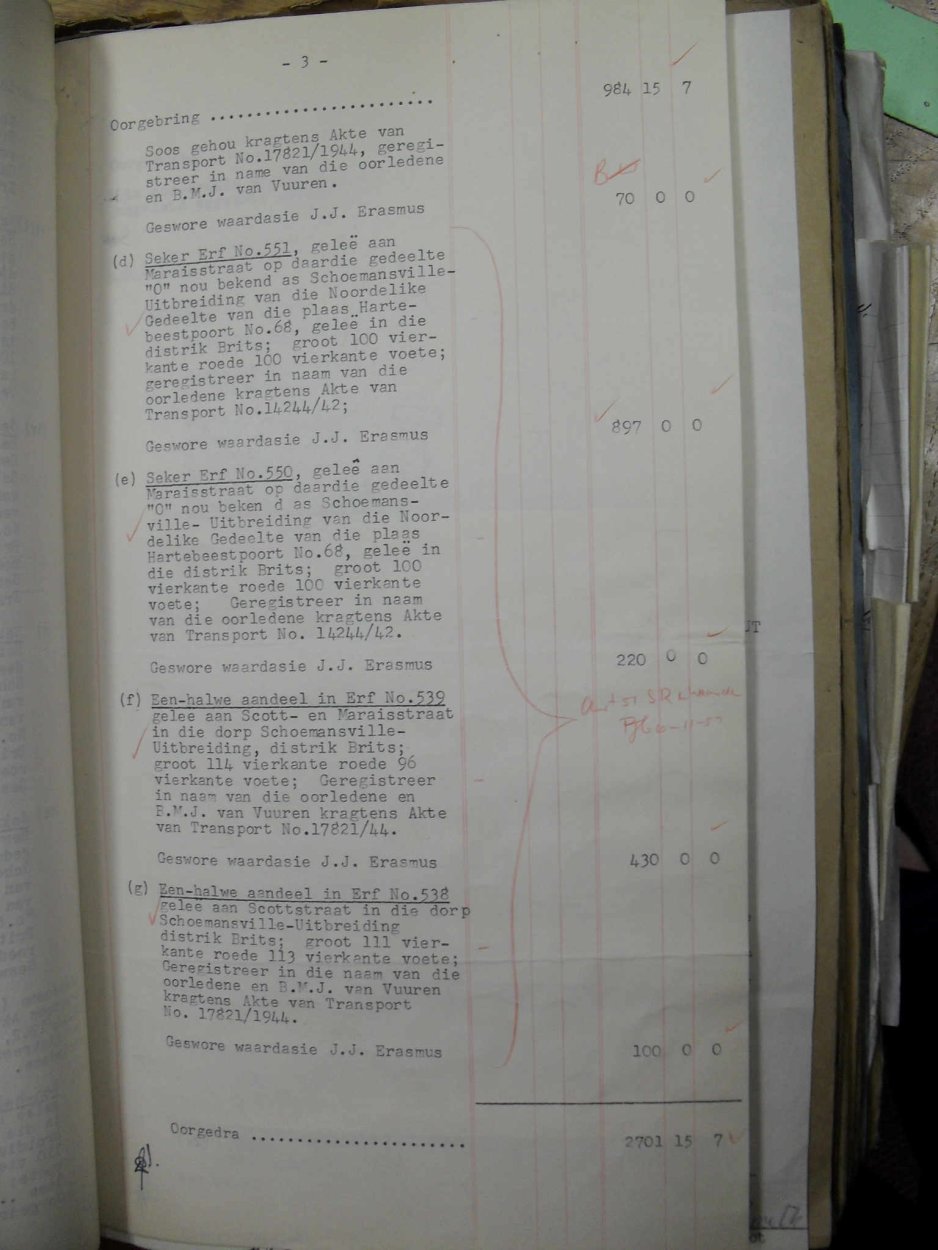 - 3 -
Oorgebring ........................ 984 15 7
Soos gehou kragtens Akte van
Transport No.17821/1944, geregi-
streer in name van die oorledene
en B.M.J. van Vuuren.
Geswore waardasie J.J. Erasmus 70 0 0
(d) Seker Erf No.551, geleë aan
Maraisstraat op daardie gedeelte
"O" nou bekend as Schoemansville-
Uitbreiding van die Noordelike
Gedeelte van die plaas Harte-
beestpoort No.68, geleë in die
distrik Brits; groot 100 vier-
kante roede 100 vierkante voete;
geregistreer in naam van die
oorledene kragtens Akte van
Transport No.14244/42;
Geswore waardasie J.J. Erasmus 897 0 0
(e) Seker Erf No.550, geleë aan
Maraisstraat op daardie gedeelte
"O" nou beken d as Schoemans-
ville- Uitbreiding van die Noor-
delike Gedeelte van die plaas
Hartebeestpoort No.68, geleë in
die distrik Brits; groot 100
vierkante roede 100 vierkante
voete; Geregistreer in naam
van die oorledene kragtens Akte
van Transport No. 14244/42.
Geswore waardasie J.J. Erasmus 220 0 0
(f) Een-halwe aandeel in Erf No.539
gelee aan Scott- en Maraisstraat
in die dorp Schoemansville-
Uitbreiding, distrik Brits;
groot 114 vierkante roede 96
vierkante voete; Geregistreer
in naam van die oorledene en
B.M.J. van Vuuren kragtens Akte
van Transport No.17821/44.
Geswore waardasie J.J. Erasmus 430 0 0
(g) Een-halwe aandeel in Erf No.538
geleë aan Scottstraat in die dorp
Schoemansville-Uitbreiding
distrik Brits; groot 111 vier-
kante roede 113 vierkante voete;
Geregistreer in die naam van die
oorledene en B.M.J. van Vuuren
kragtens Akte van Transport
No. 17821/1944.
Geswore waardasie J.J. Erasmus 100 0 0
Oorgedra ....................... 2701 15 7